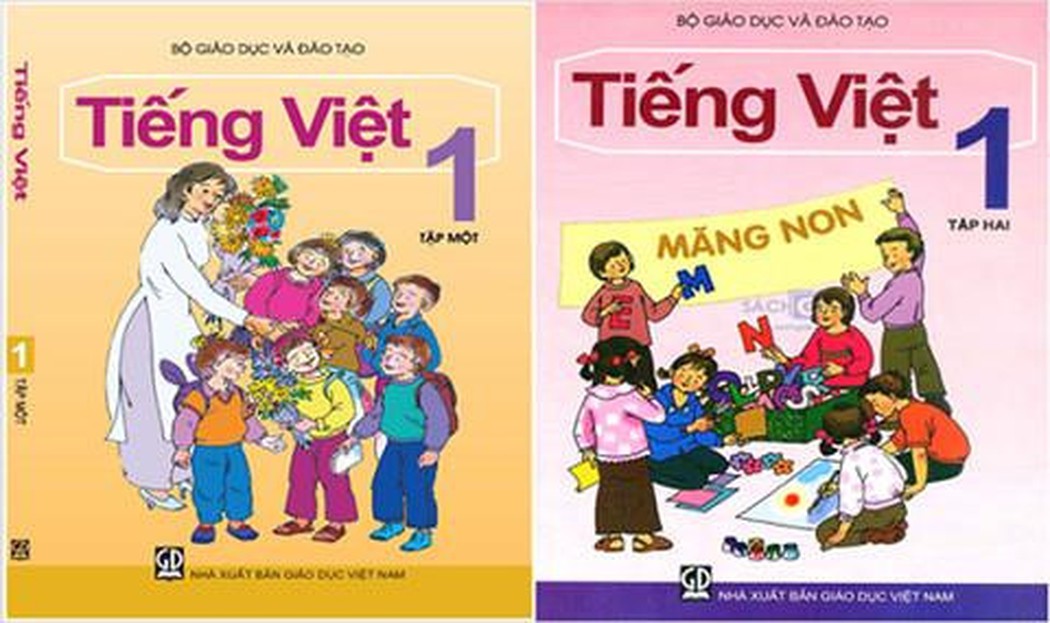 Tiếng Việt
1
TẬP MỘT
BỘ GIÁO DỤC VÀ ĐÀO TẠO
Tiếng Việt
1
TẬP MỘT
GD
NHÀ XUẤT BẢN GIÁO DỤC VIỆT NAM
BỘ GIÁO DỤC VÀ ĐÀO TẠO
Tiếng Việt
1
TẬP HAI
MĂNG NON
M
E
N
SÁCH
GD
NHÀ XUẤT BẢN GIÁO DỤC VIỆT NAM